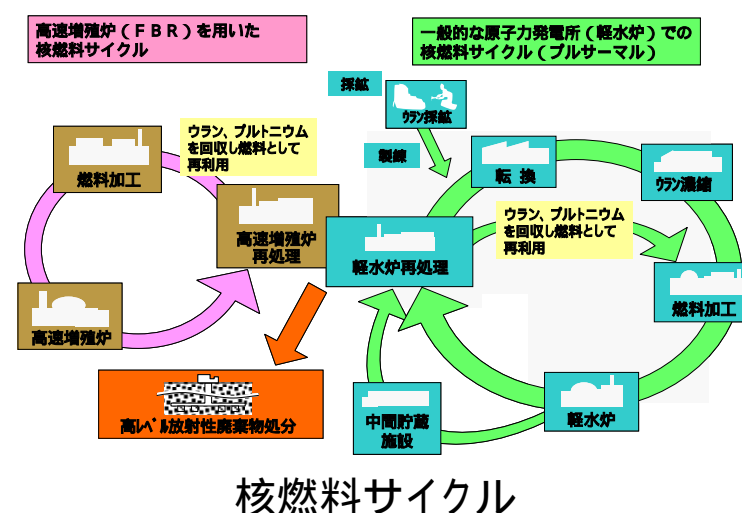 高速増殖炉(FBR)を用いた
核燃料サイクル
一般的な原子力発電所(軽水炉)での
核燃料サイクル(プルサーマル)
採鉱
ウラン採鉱
製錬
ウラン、プルトニウム
を回収し燃料として
再利用
燃料加工
転 換
ウラン濃縮
高速増殖炉
再処理
軽水炉再処理
ウラン、プルトニウム
を回収し燃料として
再利用
燃料加工
高速増殖炉
高レベル放射性廃棄物処分
中間貯蔵
施設
軽水炉
核燃料サイクル